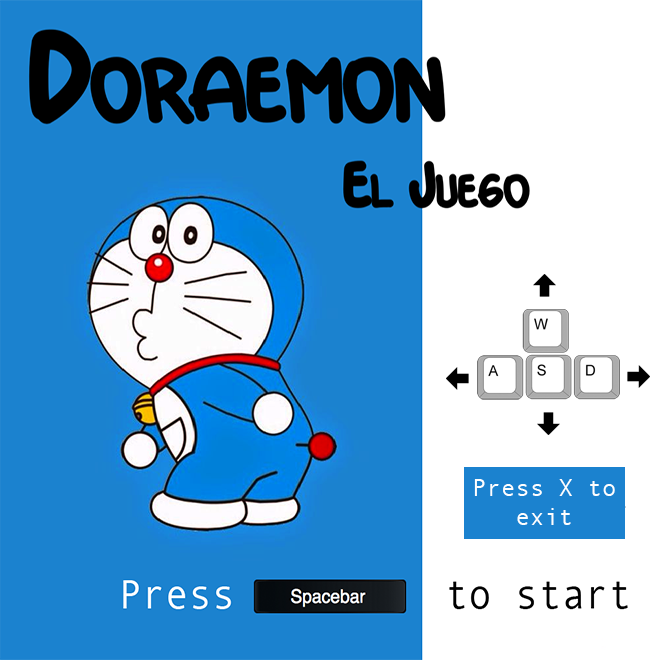 DORAEMON
EL JUEGO
W
A S D
Press X to
exit
Press Spacebar to start